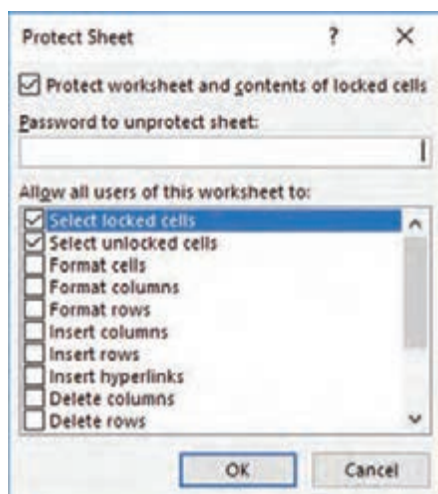 Protect Sheet ? ×
Protect worksheet and contents of locked cells
Password to unprotect sheet:
Allow all users of this worksheet to:
Select locked cells
Select unlocked cells
Format cells
Format columns
Format rows
Insert columns
Insert rows
Insert hyperlinks
Delete columns
Delete rows
OK Cancel